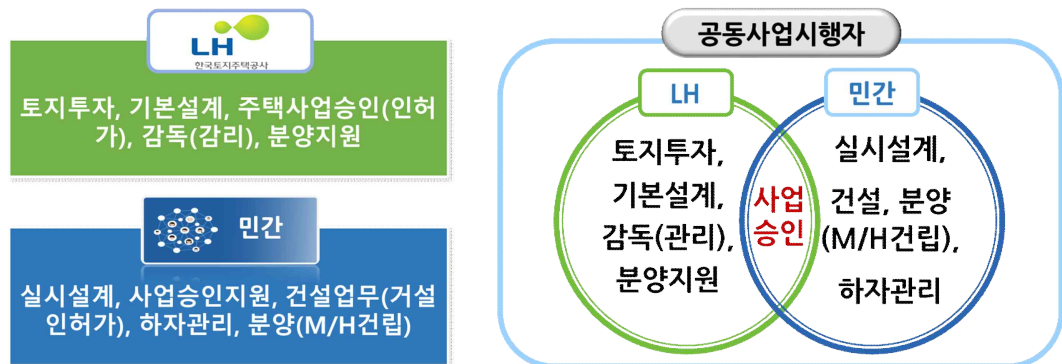 LH
한국토지주택공사
토지투자, 기본설계, 주택사업승인(인허
가), 감독(감리), 분양지원
민간
실시설계, 사업승인지원, 건설업무(거설
인허가), 하자관리, 분양(M/H건립)
공동사업시행자
LH
토지투자,
기본설계,
감독(관리),
분양지원
사업
승인
민간
실시설계,
건설, 분양
(M/H건립),
하자관리